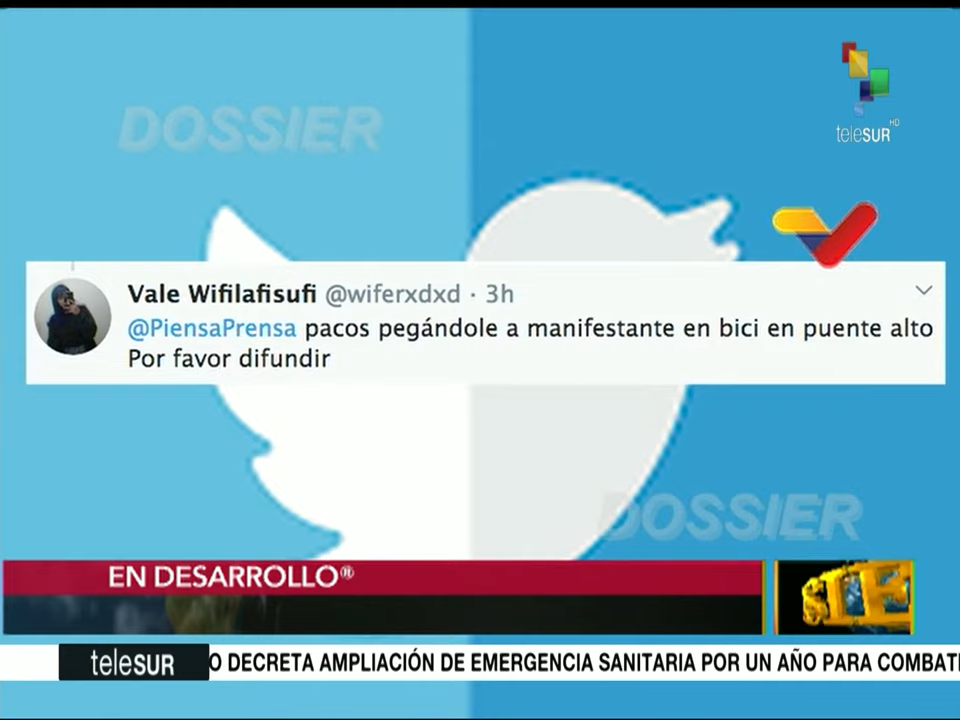 DOSSIER
HD
teleSUR
Vale Wifilafisufi @wiferxdxd · 3h
@PiensaPrensa pacos pegándole a manifestante en bici en puente alto
Por favor difundir
DOSSIER
EN DESARROLLO®
teleSUR
O DECRETA AMPLIACIÓN DE EMERGENCIA SANITARIA POR UN AÑO PARA COMBATI